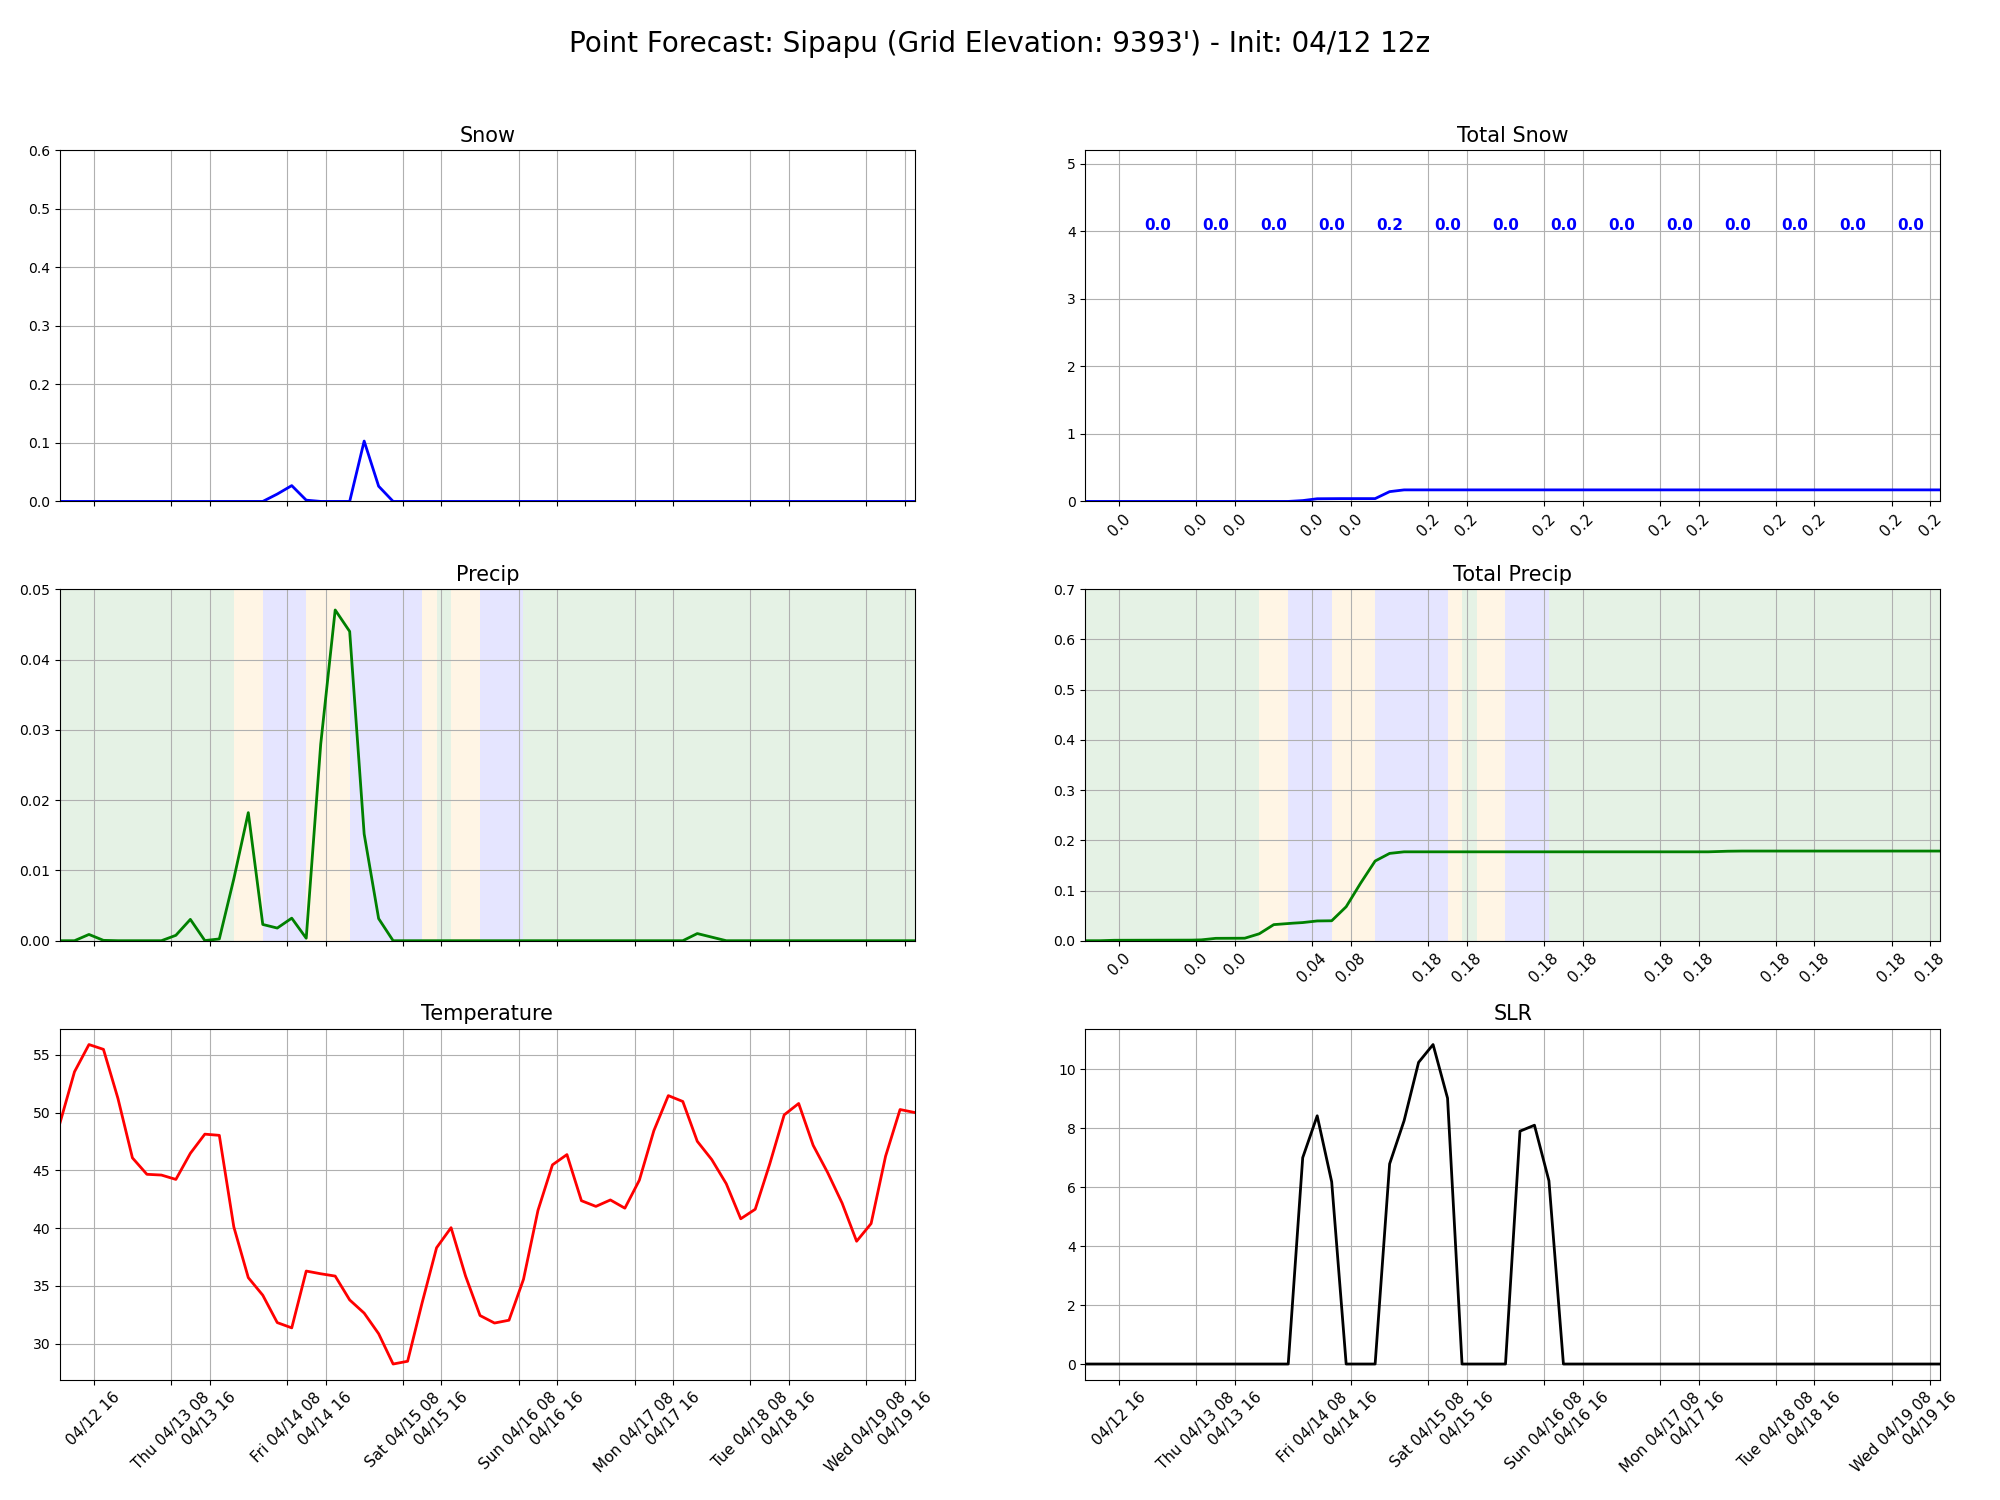 Point Forecast: Sipapu (Grid Elevation: 9393') - Init: 04/12 12z
Snow
0.6
0.5
0.4
0.3
0.2
0.1
0.0
Total Snow
5
4
3
2
1
0
0.0 0.0 0.0 0.0 0.2 0.0 0.0 0.0 0.0 0.0 0.0 0.0 0.0 0.0
0.0 0.0 0.0 0.0 0.0 0.2 0.2 0.2 0.2 0.2 0.2 0.2 0.2 0.2 0.2
Precip
0.05
0.04
0.03
0.02
0.01
0.00
Total Precip
0.7
0.6
0.5
0.4
0.3
0.2
0.1
0.0
0.0 0.0 0.0 0.04 0.08 0.18 0.18 0.18 0.18 0.18 0.18 0.18 0.18 0.18 0.18
Temperature
55
50
45
40
35
30
04/12 16
Thu 04/13 08
04/13 16
Fri 04/14 08
04/14 16
Sat 04/15 08
04/15 16
Sun 04/16 08
04/16 16
Mon 04/17 08
04/17 16
Tue 04/18 08
04/18 16
Wed 04/19 08
04/19 16
SLR
10
8
6
4
2
0
04/12 16
Thu 04/13 08
04/13 16
Fri 04/14 08
04/14 16
Sat 04/15 08
04/15 16
Sun 04/16 08
04/16 16
Mon 04/17 08
04/17 16
Tue 04/18 08
04/18 16
Wed 04/19 08
04/19 16